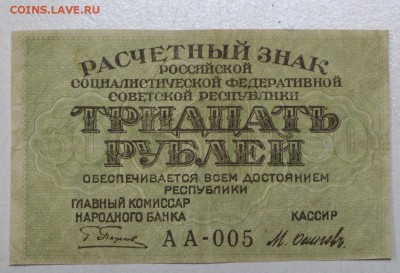 COINS.LAVE.RU
РАСЧЕТНЫЙ ЗНАК
РОССИЙСКОЙ
СОЦИАЛИСТИЧЕСКОЙ ФЕДЕРАТИВНОЙ
СОВЕТСКОЙ РЕСПУБЛИКИ
ТРИДЦАТЬ
РУБЛЕЙ
ОБЕСПЕЧИВАЕТСЯ ВСЕМ ДОСТОЯНИЕМ
РЕСПУБЛИКИ
ГЛАВНЫЙ КОМИССАР
НАРОДНОГО БАНКА
КАССИР
АА-005